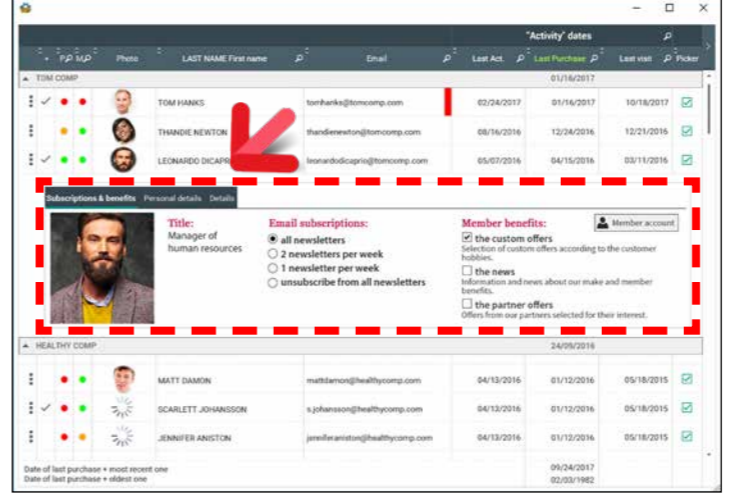 "Activity" dates
P.P M.P Photo LAST NAME First name Email Last Act. Last Purchase Last visit Picker
TOM COMP 01/16/2017
TOM HANKS tomhanks@tomcomp.com 02/24/2017 01/16/2017 10/18/2017
THANDIE NEWTON thandienewton@tomcomp.com 08/16/2016 12/24/2016 12/21/2016
LEONARDO DICAPR leonardodicaprio@tomcomp.com 05/07/2016 04/15/2016 03/11/2016
Subscriptions & benefits Personal details Details
Title: Email subscriptions: Member benefits: Member account
Manager of all newsletters the custom offers
human resources 2 newsletters per week Selection of custom offers according to the customer
hobbies.
1 newsletter per week the news
unsubscribe from all newsletters Information and news about our make and member
benefits.
the partner offers
Offers from our partners selected for their interest.
HEALTHY COMP 24/09/2016
MATT DAMON mattdamon@healthycomp.com 04/13/2016 01/12/2016 05/18/2015
SCARLETT JOHANSSON s.johansson@healthycomp.com 04/13/2016 01/12/2016 05/18/2015
JENNIFER ANISTON jenniferaniston@healthycomp.com 04/13/2016 01/12/2016 05/18/2015
Date of last purchase + most recent one 09/24/2017
Date of last purchase + oldest one 02/03/1982